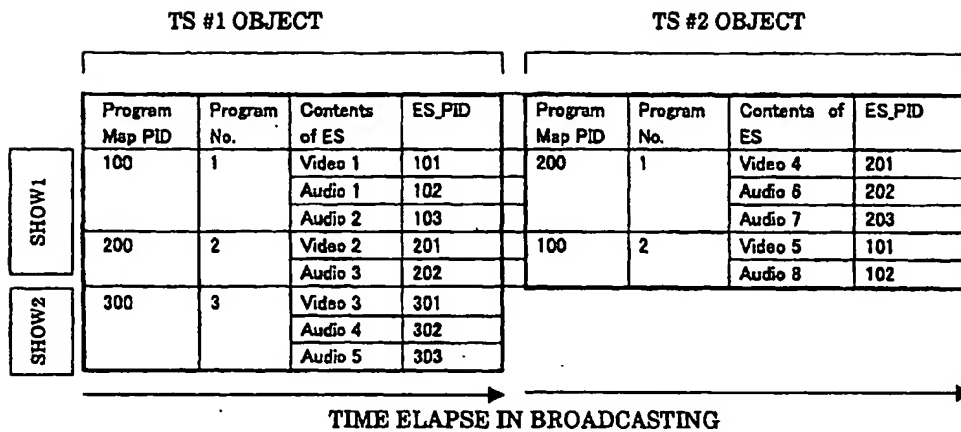 TS #1 OBJECT TS #2 OBJECT
Program Map PID Program No. Contents of ES ES_PID Program Map PID Program No. Contents of ES ES_PID
SHOW1
100 1 Video 1 101 200 1 Video 4 201
Audio 1 102 Audio 6 202
Audio 2 103 Audio 7 203
200 2 Video 2 201 100 2 Video 5 101
Audio 3 202 Audio 8 102
SHOW2
300 3 Video 3 301
Audio 4 302
Audio 5 303
TIME ELAPSE IN BROADCASTING